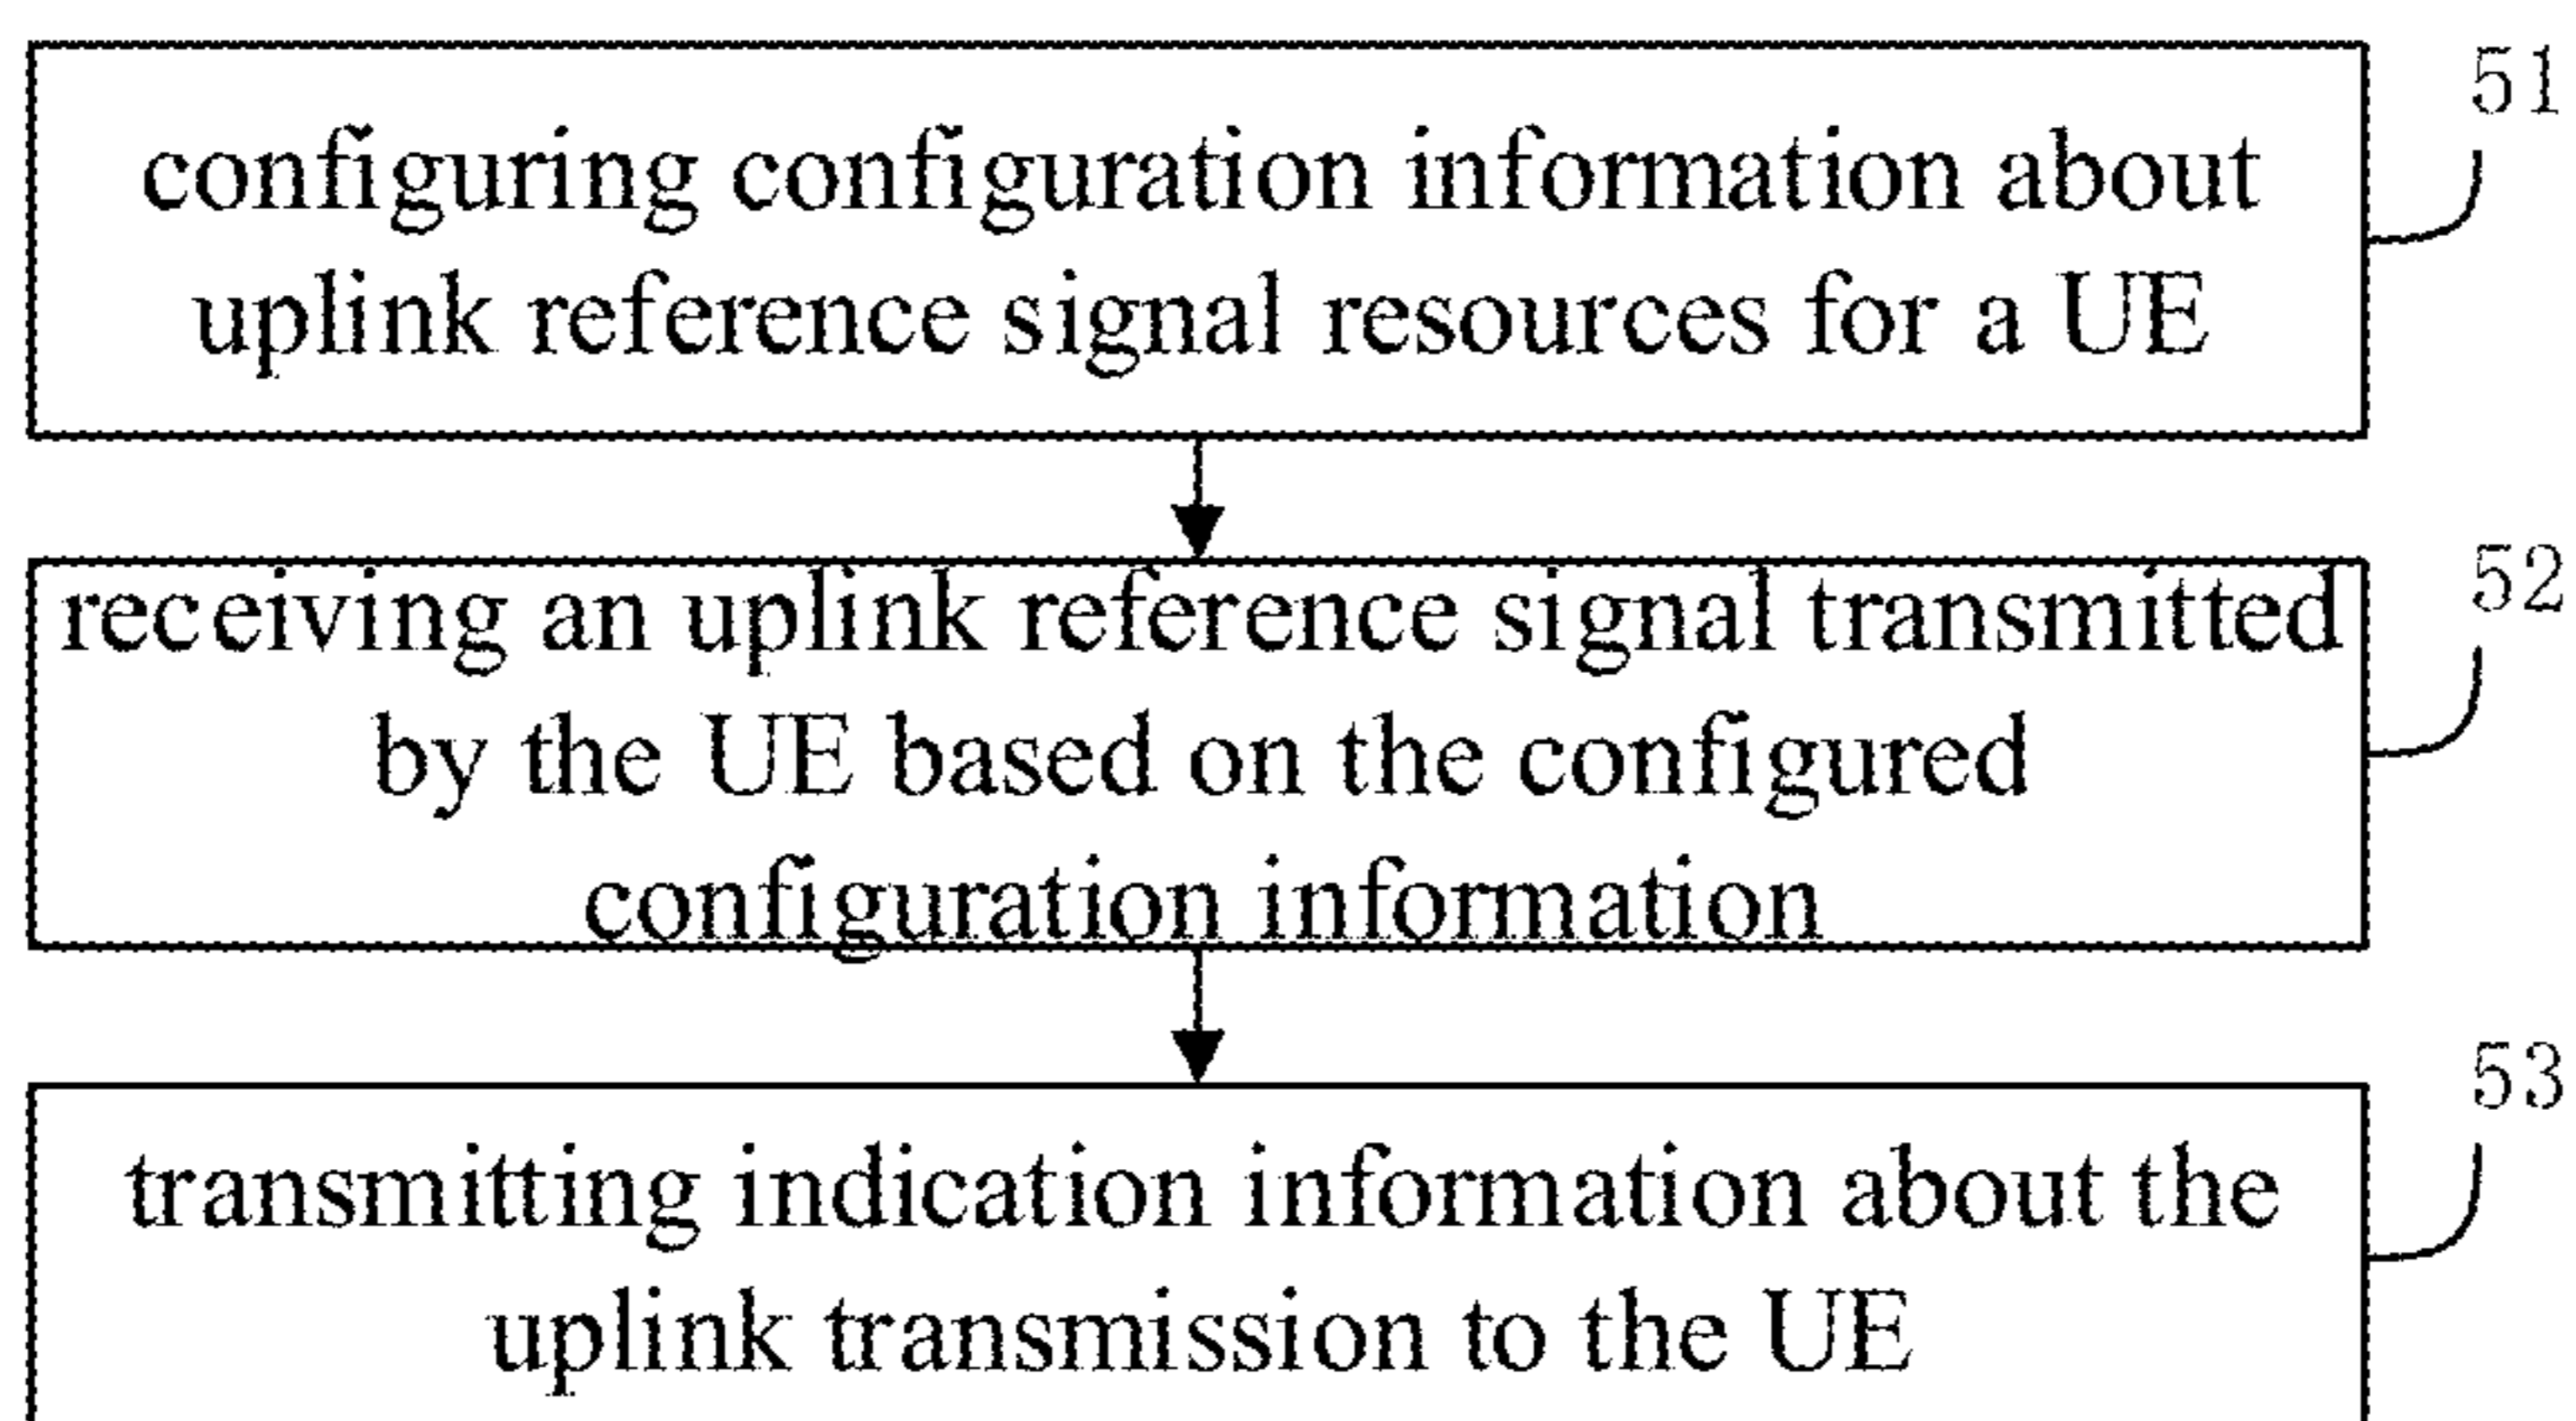 configuring configuration information about
uplink reference signal resources for a UE
51
receiving an uplink reference signal transmitted
by the UE based on the configured
configuration information
52
transmitting indication information about the
uplink transmission to the UE
53